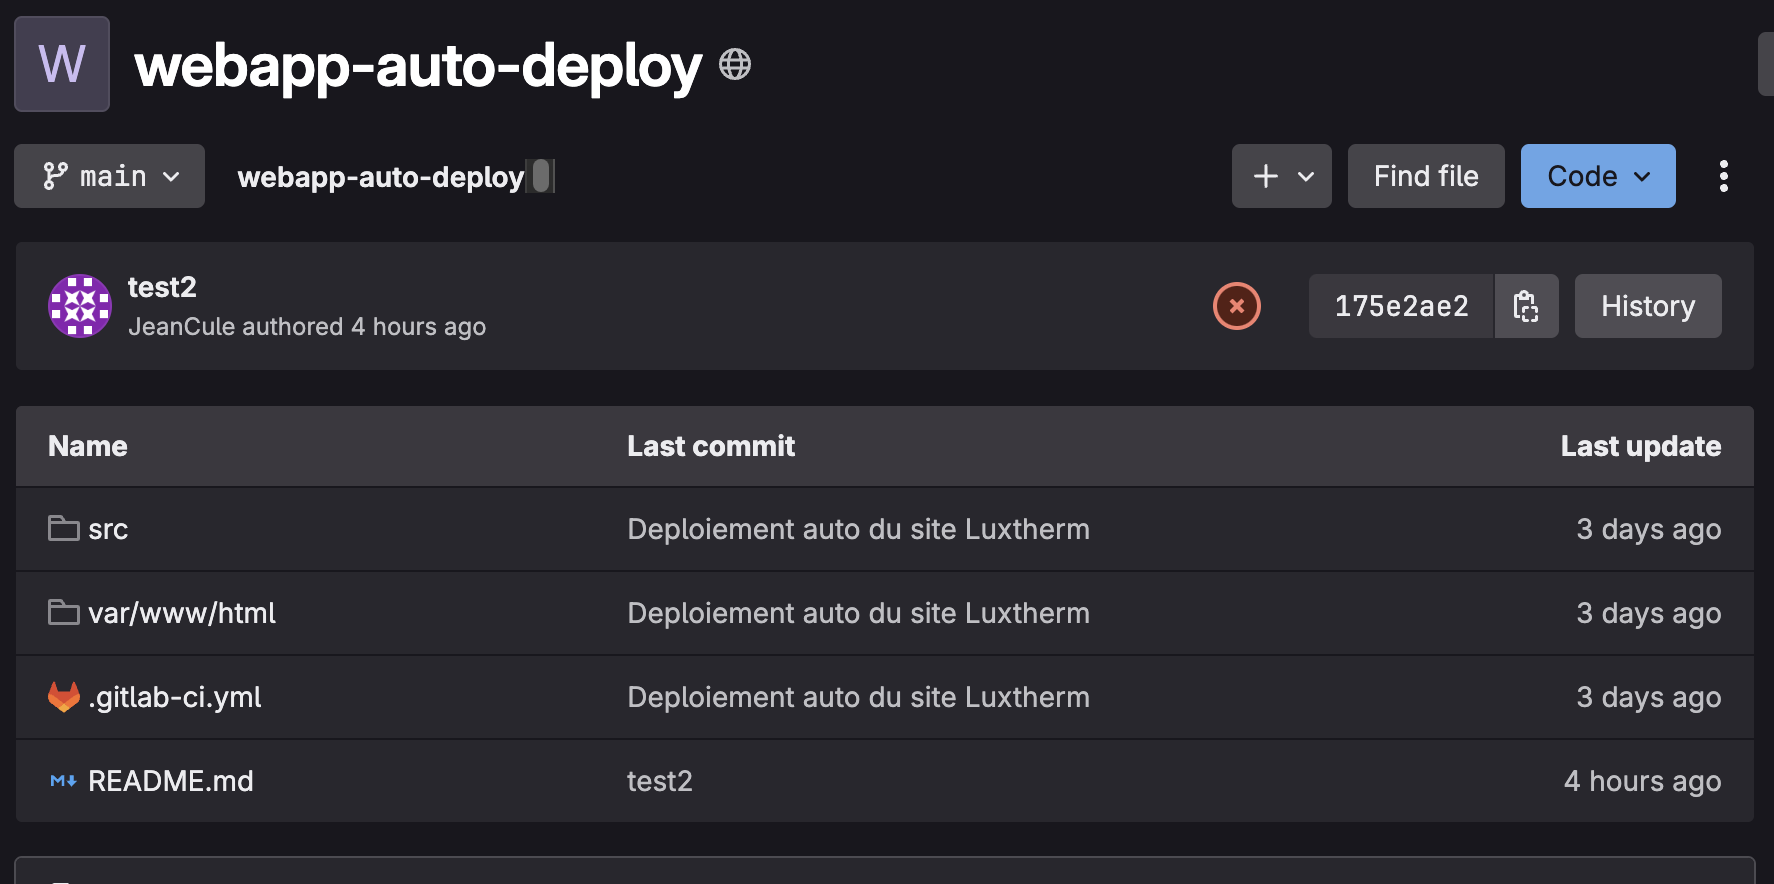 W
webapp-auto-deploy
main webapp-auto-deploy Find file Code
test2
JeanCule authored 4 hours ago
175e2ae2 History
Name Last commit Last update
src Deploiement auto du site Luxtherm 3 days ago
var/www/html Deploiement auto du site Luxtherm 3 days ago
.gitlab-ci.yml Deploiement auto du site Luxtherm 3 days ago
README.md test2 4 hours ago